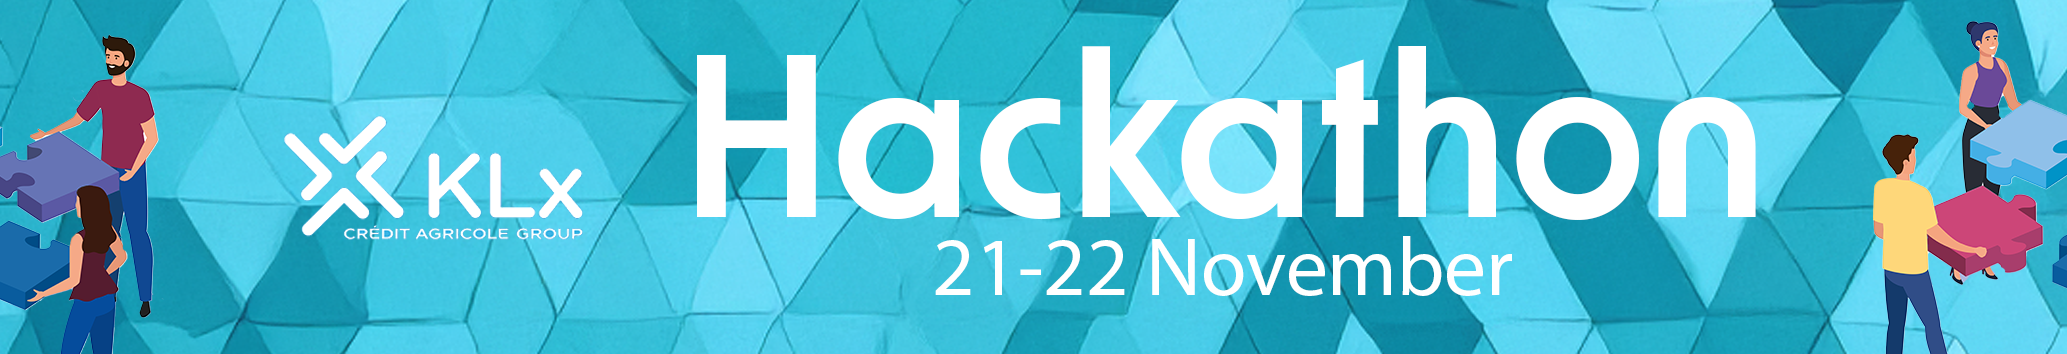 KLx
CRÉDIT AGRICOLE GROUP
Hackathon
21-22 November